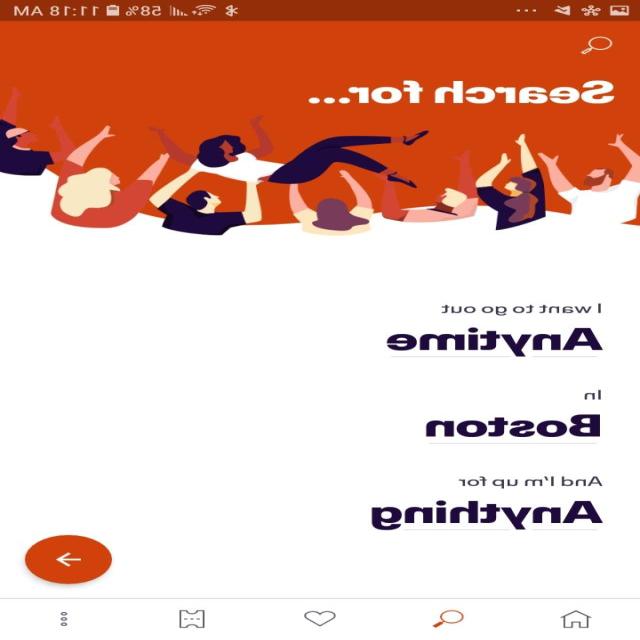 11:18 AM
58%
Search for...
I want to go out
Anytime
In
Boston
And I'm up for
Anything